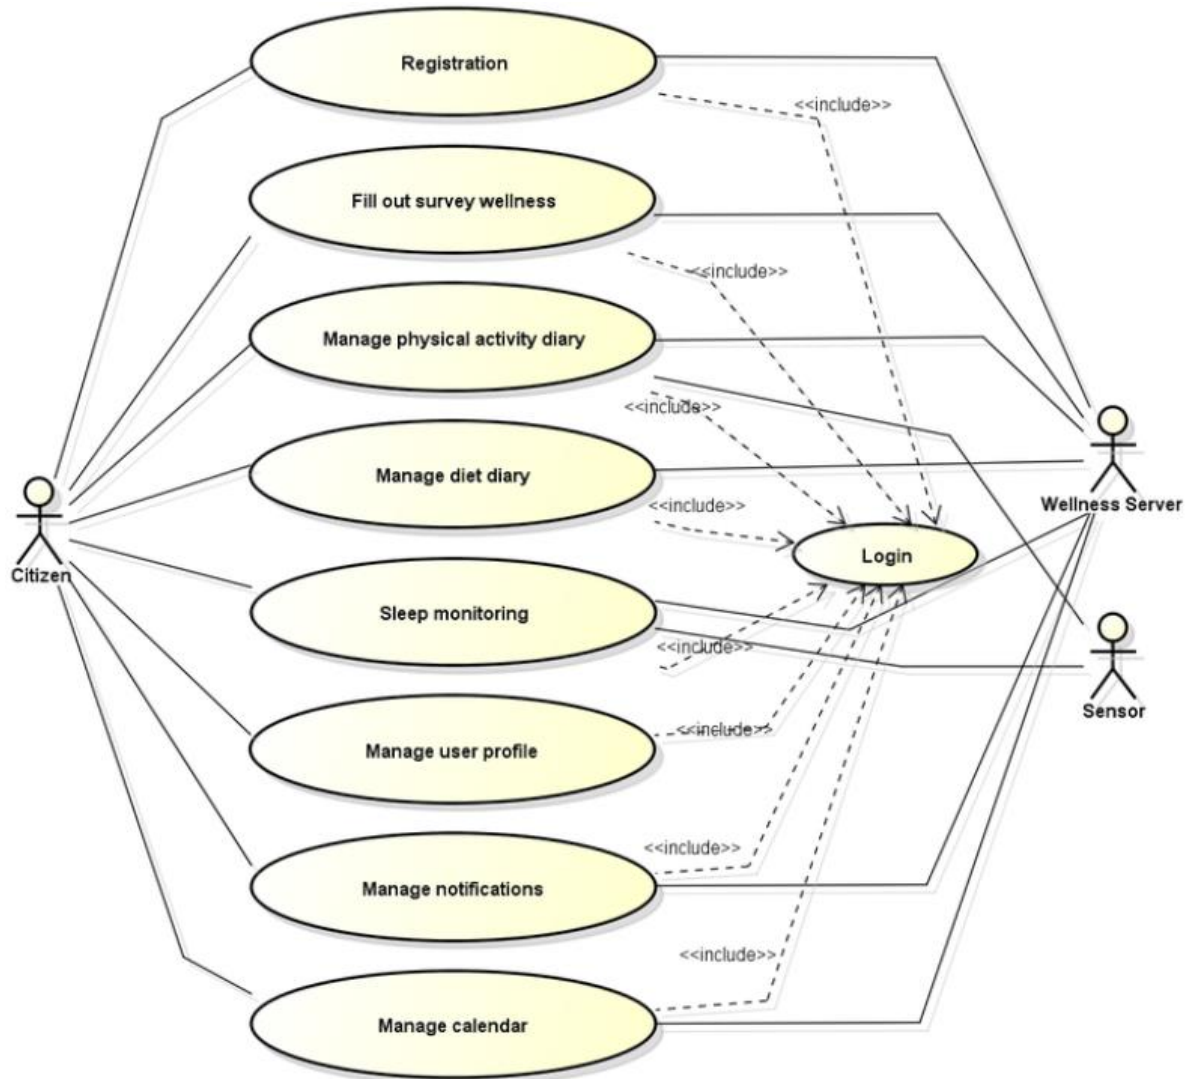 Registration
<<include>>
Fill out survey wellness
<<include>>
Manage physical activity diary
<<include>>
Manage diet diary
Wellness Server
<<include>>
Login
Citizen
Sleep monitoring
<<include>>
Sensor
<<include>>
Manage user profile
<<include>>
Manage notifications
<<include>>
Manage calendar